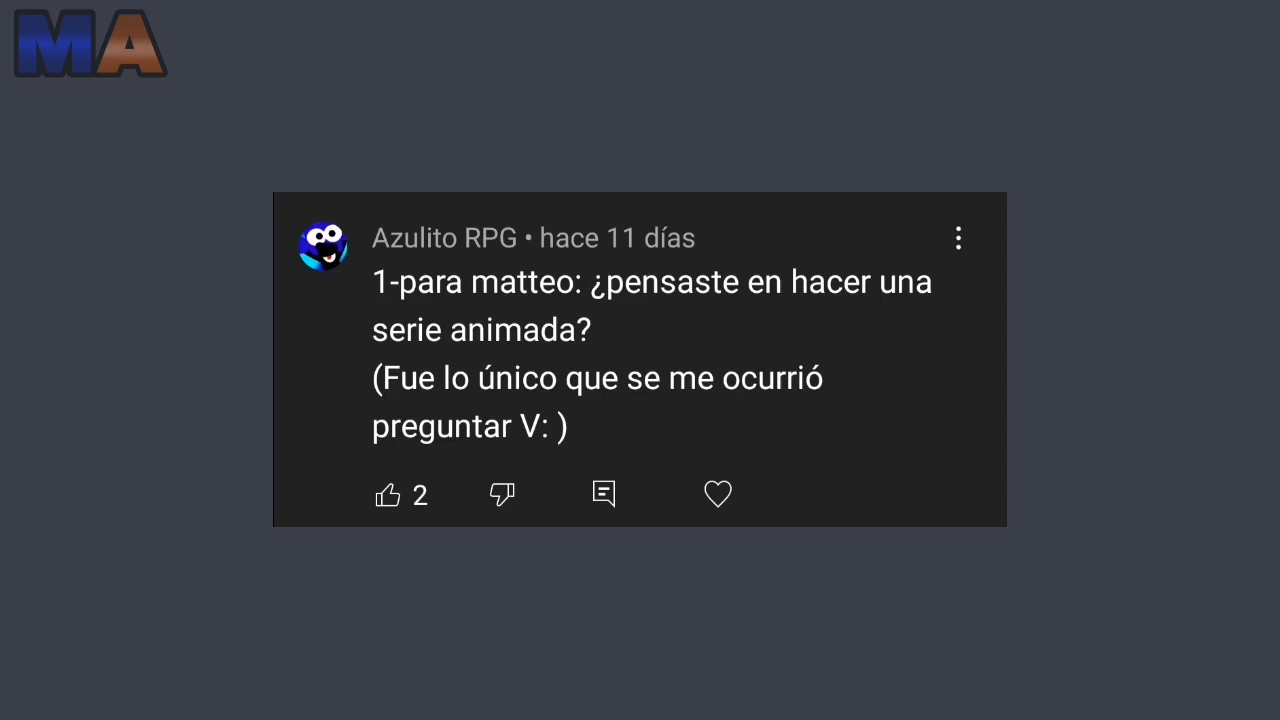 MA
Azulito RPG • hace 11 días
1-para matteo: ¿pensaste en hacer una
serie animada?
(Fue lo único que se me ocurrió
preguntar V: )
2